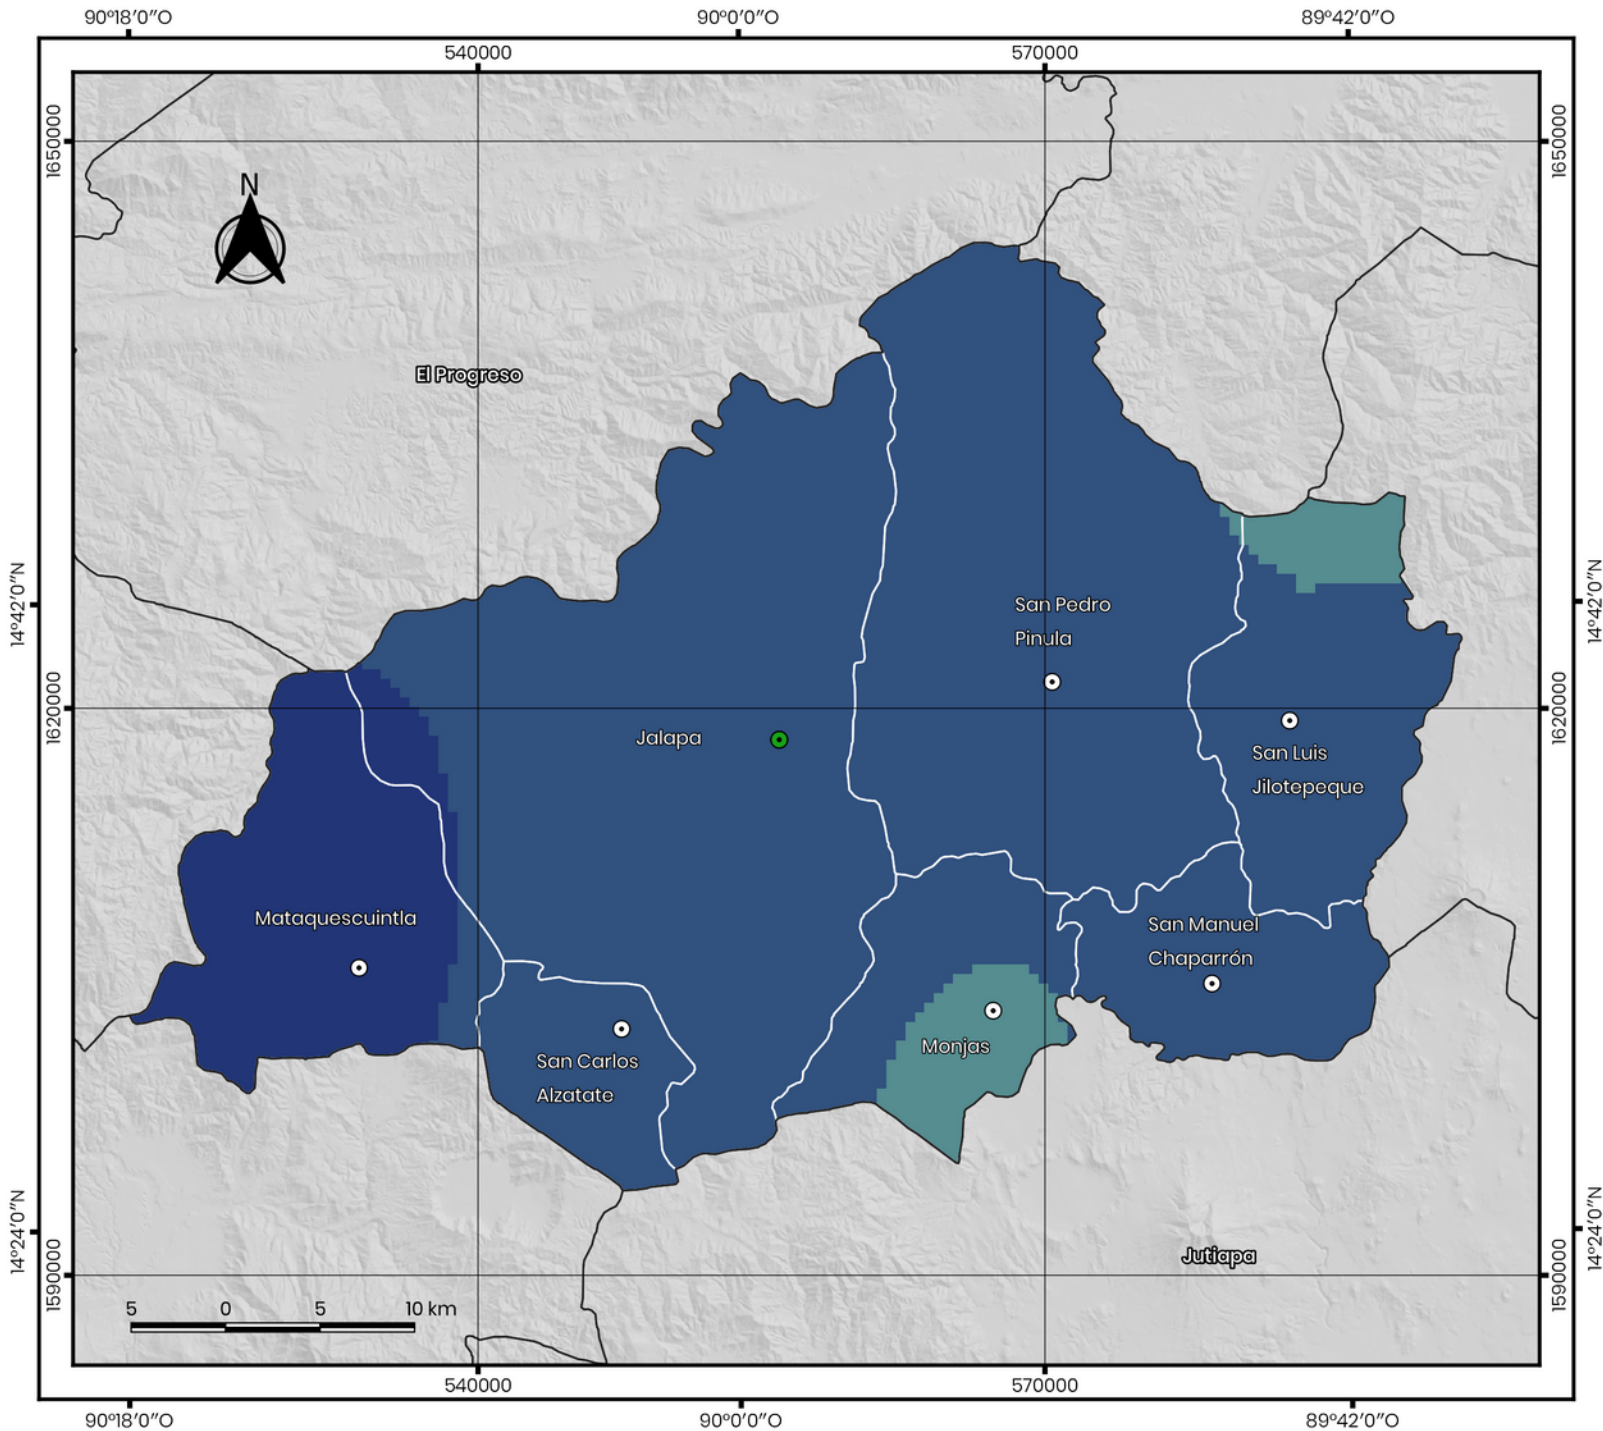 90°18'0"O
90°0'0"O
89°42'0"O
540000
570000
1650000
1650000
N
El Progreso
14°42'0"N
14°42'0"N
San Pedro
Pinula
1620000
1620000
Jalapa
San Luis
Jilotepeque
Mataquescuintla
San Manuel
Chaparrón
Monjas
San Carlos
Alzatate
14°24'0"N
14°24'0"N
Jutiapa
1590000
1590000
5 0 5 10 km
540000
570000
90°18'0"O
90°0'0"O
89°42'0"O